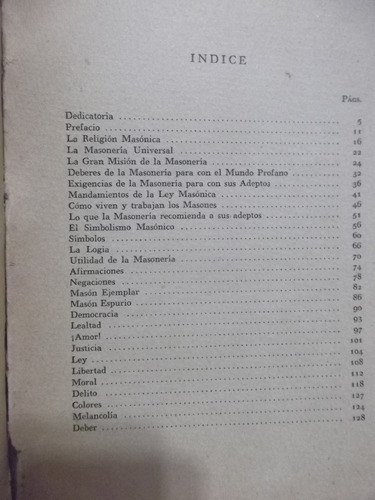 INDICE
Págs.
Dedicatoria 5
Prefacio 11
La Religión Masónica 16
La Masonería Universal 22
La Gran Misión de la Masonería 24
Deberes de la Masonería para con el Mundo Profano 32
Exigencias de la Masonería para con sus Adeptos 36
Mandamientos de la Ley Masónica 41
Cómo viven y trabajan los Masones 46
Lo que la Masonería recomienda a sus adeptos 51
El Simbolismo Masónico 56
Símbolos 60
La Logia 66
Utilidad de la Masonería 70
Afirmaciones 74
Negaciones 78
Masón Ejemplar 82
Masón Espurio 86
Democracia 90
Lealtad 93
¡Amor! 97
Justicia 101
Ley 104
Libertad 108
Moral 112
Delito 118
Colores 127
Melancolía 124
Deber 128